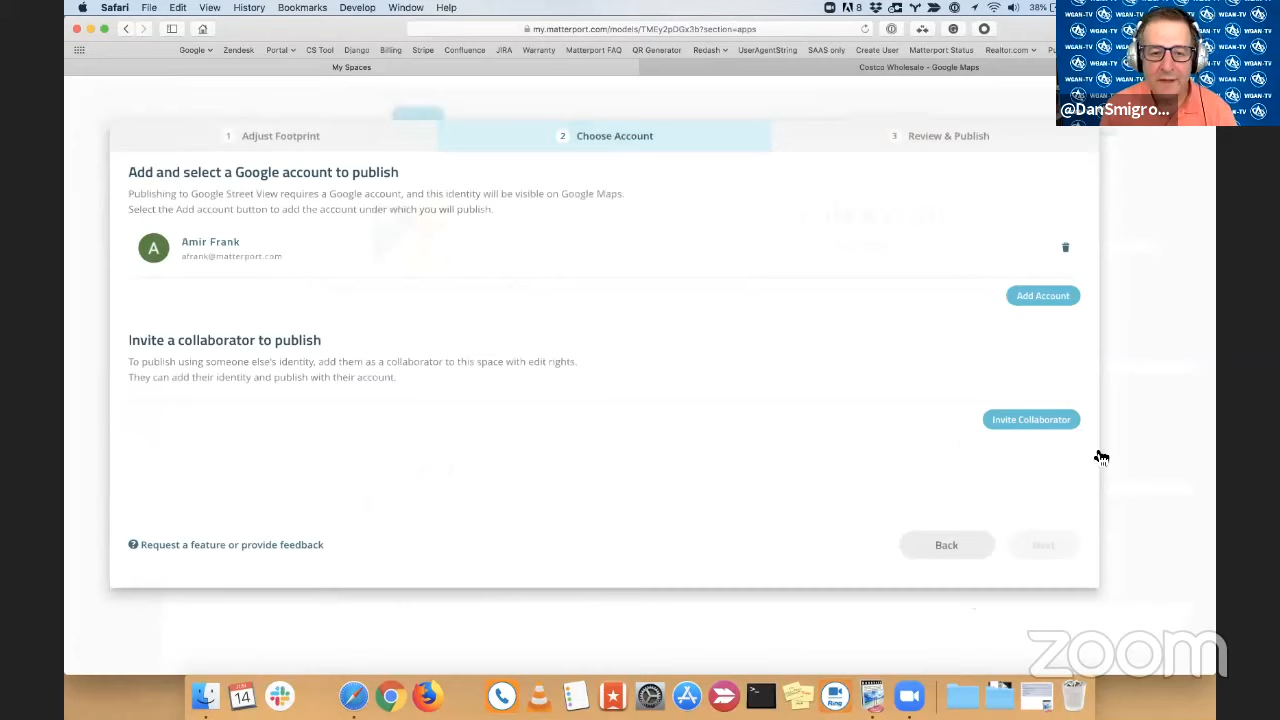 Safari File Edit View History Bookmarks Develop Window Help
8
38%
my.matterport.com/models/TMEy2pDGx3b?section=apps
Google Zendesk Portal CS Tool Django Billing Stripe Confluence JIRA Warranty Matterport FAQ QR Generator Redash UserAgentString SAAS only Create User Matterport Status Realtor.com
My Spaces
Costco Wholesale - Google Maps
WGAN-TV
@DanSmigro...
1 Adjust Footprint
2 Choose Account
3 Review & Publish
Add and select a Google account to publish
Publishing to Google Street View requires a Google account, and this identity will be visible on Google Maps.
Select the Add account button to add the account under which you will publish.
A
Amir Frank
afrank@matterport.com
Add Account
Invite a collaborator to publish
To publish using someone else's identity, add them as a collaborator to this space with edit rights.
They can add their identity and publish with their account.
Invite Collaborator
Request a feature or provide feedback
Back
Next
zoom
14
Ring